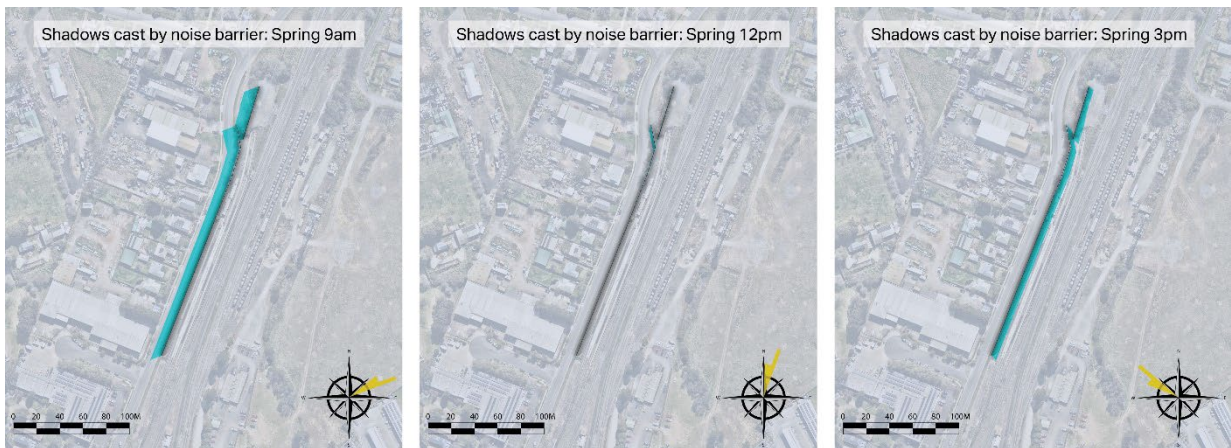 Shadows cast by noise barrier: Spring 9am
0 20 40 60 80 100M
N
W
E
S
Shadows cast by noise barrier: Spring 12pm
0 20 40 60 80 100M
N
W
E
S
Shadows cast by noise barrier: Spring 3pm
0 20 40 60 80 100M
N
W
E
S